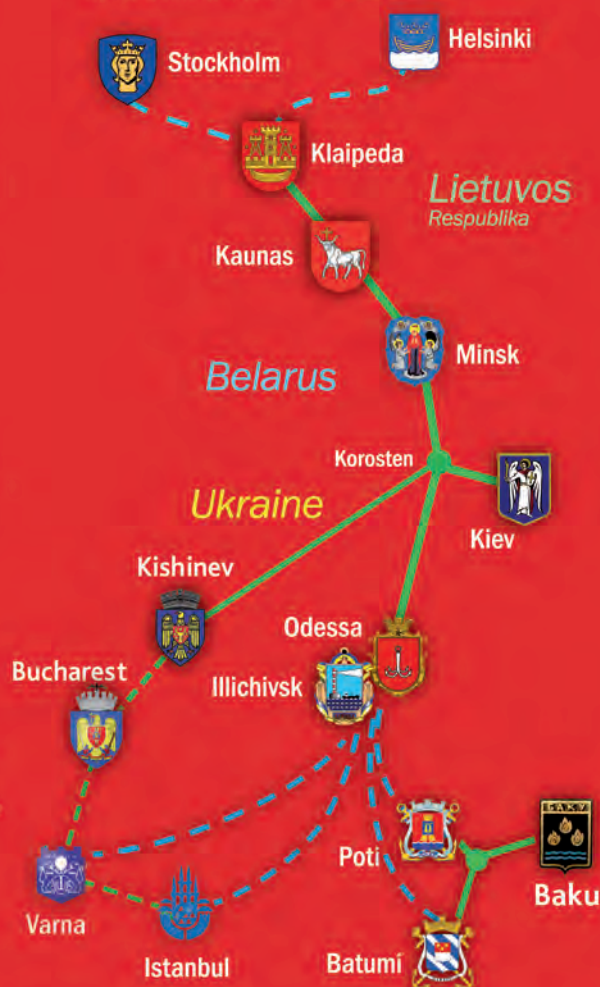 Helsinki
Stockholm
Klaipeda
Lietuvos
Respublika
Kaunas
Minsk
Belarus
Korosten
Ukraine
Kiev
Kishinev
Odessa
Bucharest
Illichivsk
БАКУ
Poti
Baku
Varna
Istanbul
Batumi